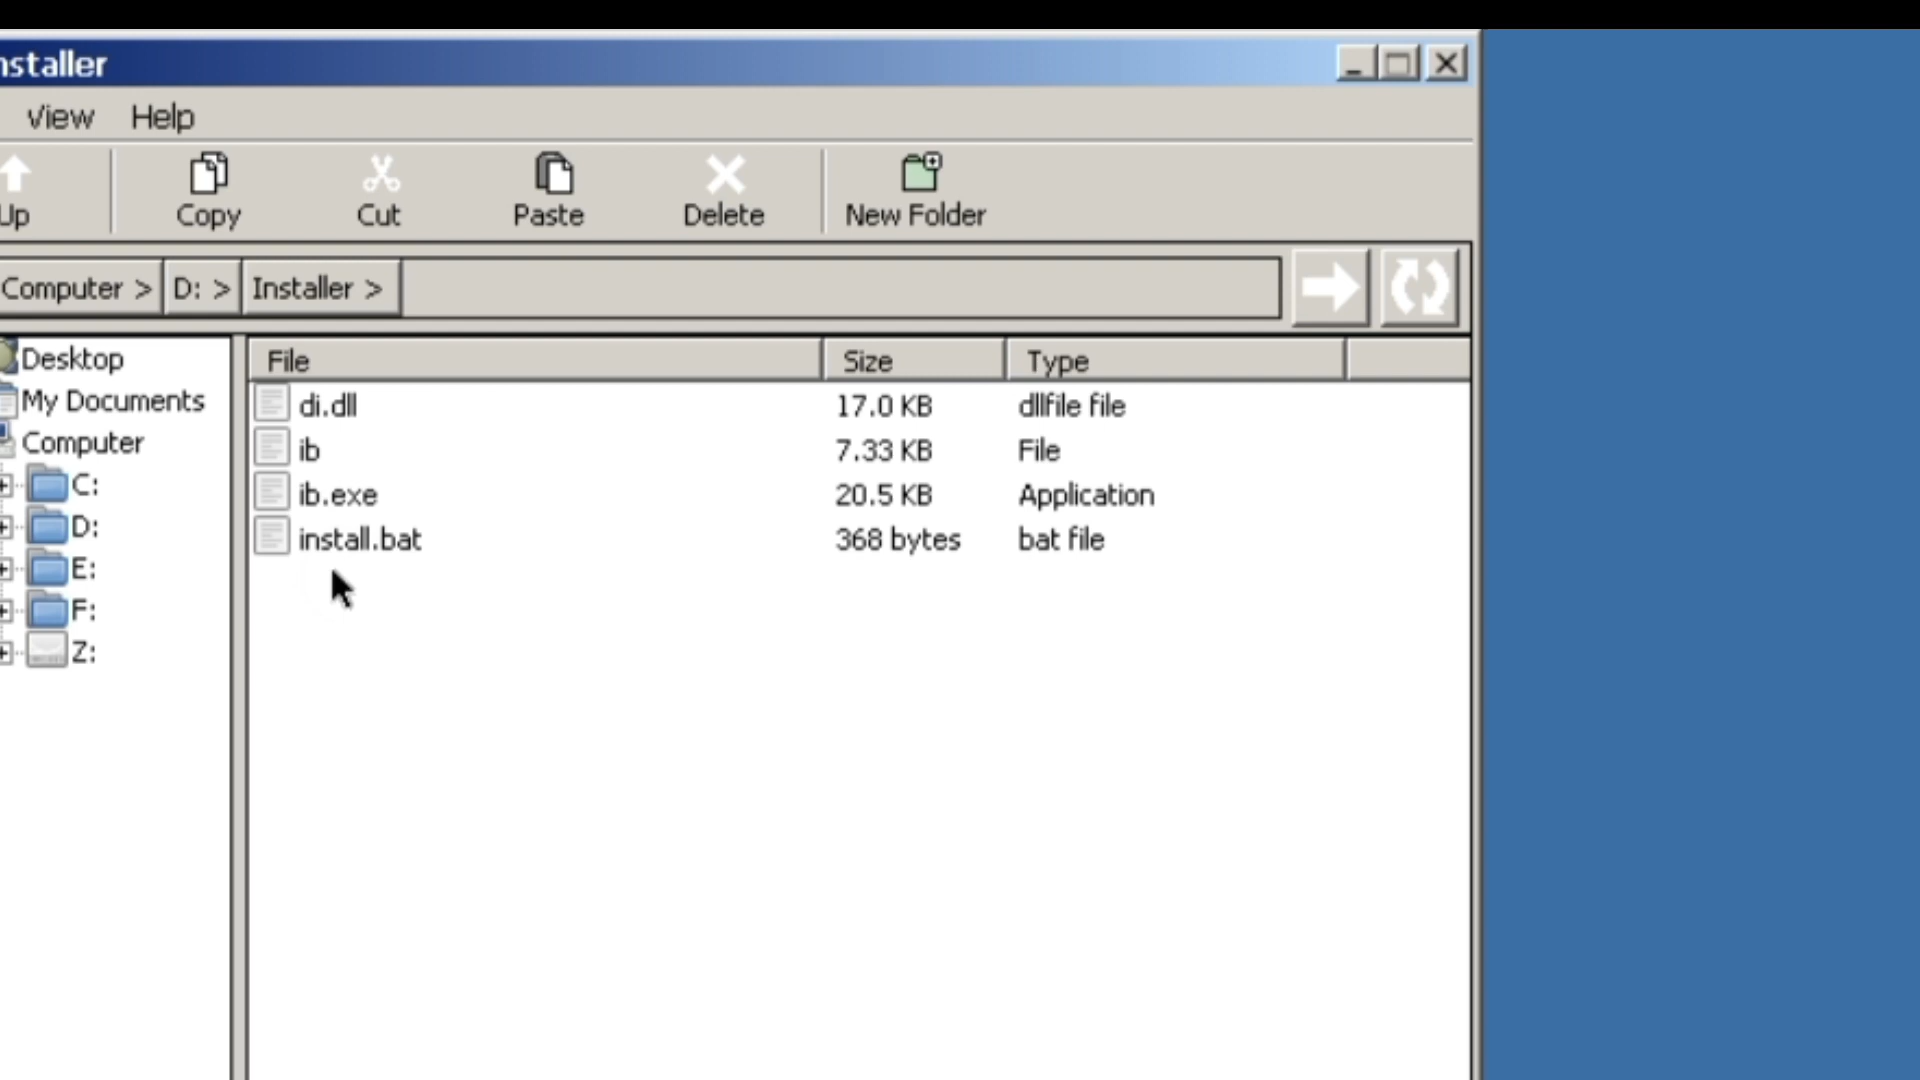 nstaller
View Help
Up Copy Cut Paste Delete New Folder
Computer > D: > Installer >
Desktop
My Documents
Computer
C:
D:
E:
F:
Z:
File Size Type
di.dll 17.0 KB dllfile file
ib 7.33 KB File
ib.exe 20.5 KB Application
install.bat 368 bytes bat file